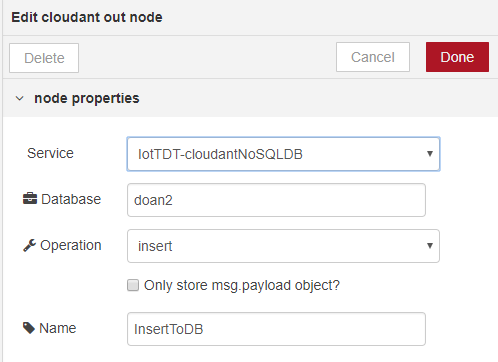 Edit cloudant out node
Delete
Cancel
Done
node properties
Service
IotTDT-cloudantNoSQLDB
Database
doan2
Operation
insert
Only store msg.payload object?
Name
InsertToDB